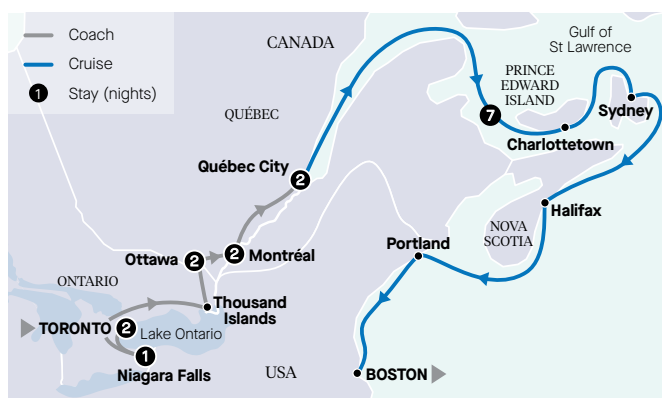 Coach
Cruise
1 Stay (nights)
CANADA
Gulf of
St Lawrence
PRINCE
EDWARD
ISLAND
7
Sydney
Charlottetown
QUÉBEC
Québec City 2
Halifax
NOVA
SCOTIA
Portland
Ottawa 2
2 Montréal
ONTARIO
Thousand
Islands
TORONTO 2
Lake Ontario
1
Niagara Falls
USA
BOSTON